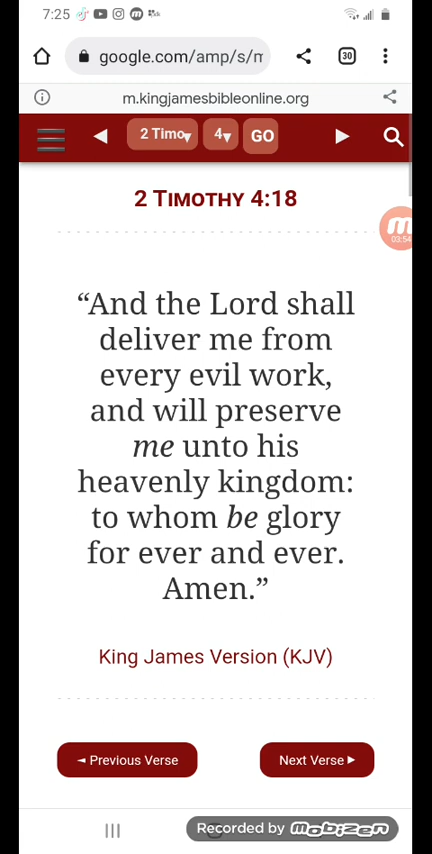 7:25
google.com/amp/s/m
30
m.kingjamesbibleonline.org
2 Timo
4
GO
2 TIMOTHY 4:18
03:54
“And the Lord shall
deliver me from
every evil work,
and will preserve
me unto his
heavenly kingdom:
to whom be glory
for ever and ever.
Amen.”
King James Version (KJV)
◄ Previous Verse
Next Verse ►
Recorded by mobizen